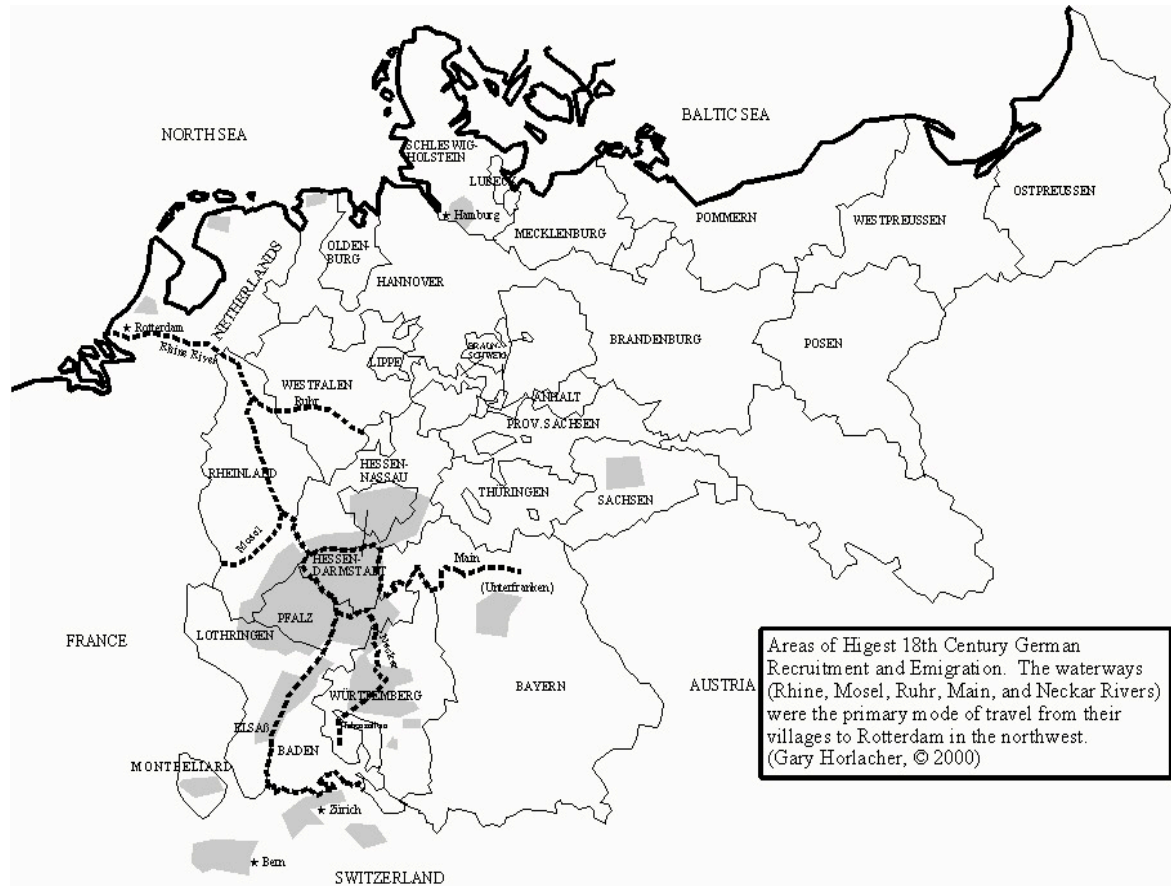 NORTH SEA
BALTIC SEA
SCHLESWIG-
HOLSTEIN
LUBECK
Hamburg
MECKLENBURG
POMMERN
WESTPREUSSEN
OSTPREUSSEN
OLDEN-
BURG
HANNOVER
NETHERLANDS
Rotterdam
Rhine River
BRAUN-
SCHWEIG
BRANDENBURG
POSEN
LIPPE
WESTFALEN
Ruhr
ANHALT
PROV. SACHSEN
RHEINLAND
HESSEN-
NASSAU
THÜRINGEN
SACHSEN
Mosel
HESSEN-
DARMSTADT
Main
(Unterfranken)
PFALZ
LOTHRINGEN
FRANCE
Neckar
WÜRTTEMBERG
BAYERN
AUSTRIA
ELSAß
BADEN
MONTBELLIARD
Zürich
Bern
SWITZERLAND
Areas of Higest 18th Century German
Recruitment and Emigration. The waterways
(Rhine, Mosel, Ruhr, Main, and Neckar Rivers)
were the primary mode of travel from their
villages to Rotterdam in the northwest.
(Gary Horlacher, © 2000)